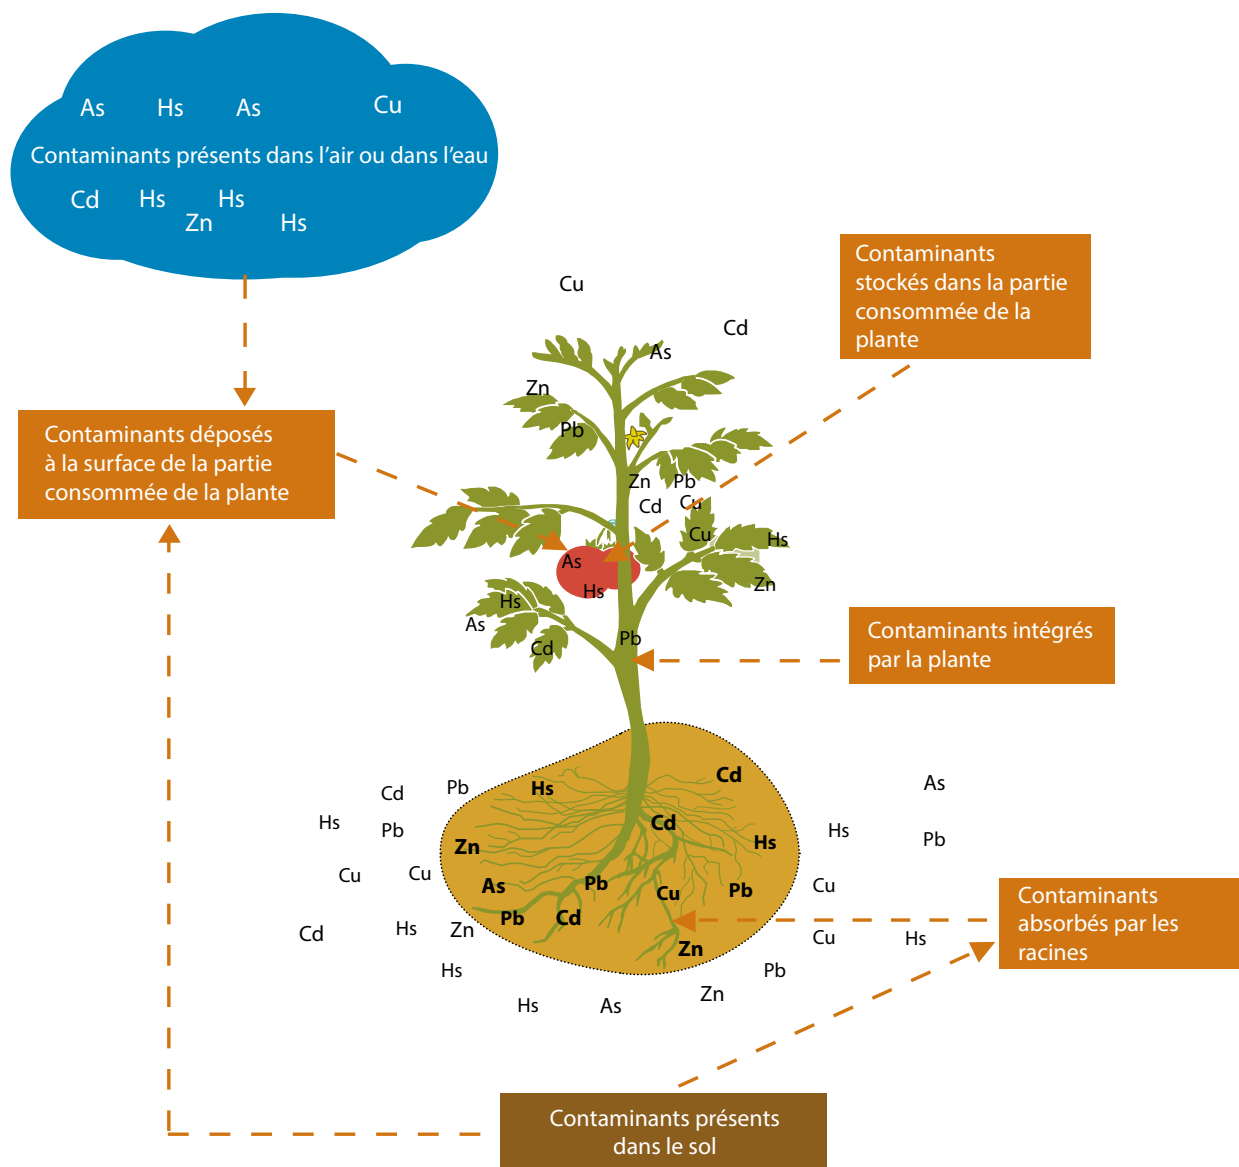 As Hs As Cu
Contaminants présents dans l'air ou dans l'eau
Cd Hs Hs
Zn Hs
Contaminants
stockés dans la partie
consommée de la
plante
Cu
Cd
As
Zn
Pb
Contaminants déposés
à la surface de la partie
consommée de la plante
Zn Pb
Cd Cu
Cu Hs
As
Hs Zn
Hs
As
Cd
Pb
Contaminants intégrés
par la plante
Cd Pb Hs Cd As
Hs Pb Cd Hs Pb
Zn Hs
Cu Cu As Pb Cu Pb Cu
Contaminants
absorbés par les
racines
Cd Hs Zn Pb Cd Zn Cu Hs
Hs Pb
Hs As Zn
Contaminants présents
dans le sol